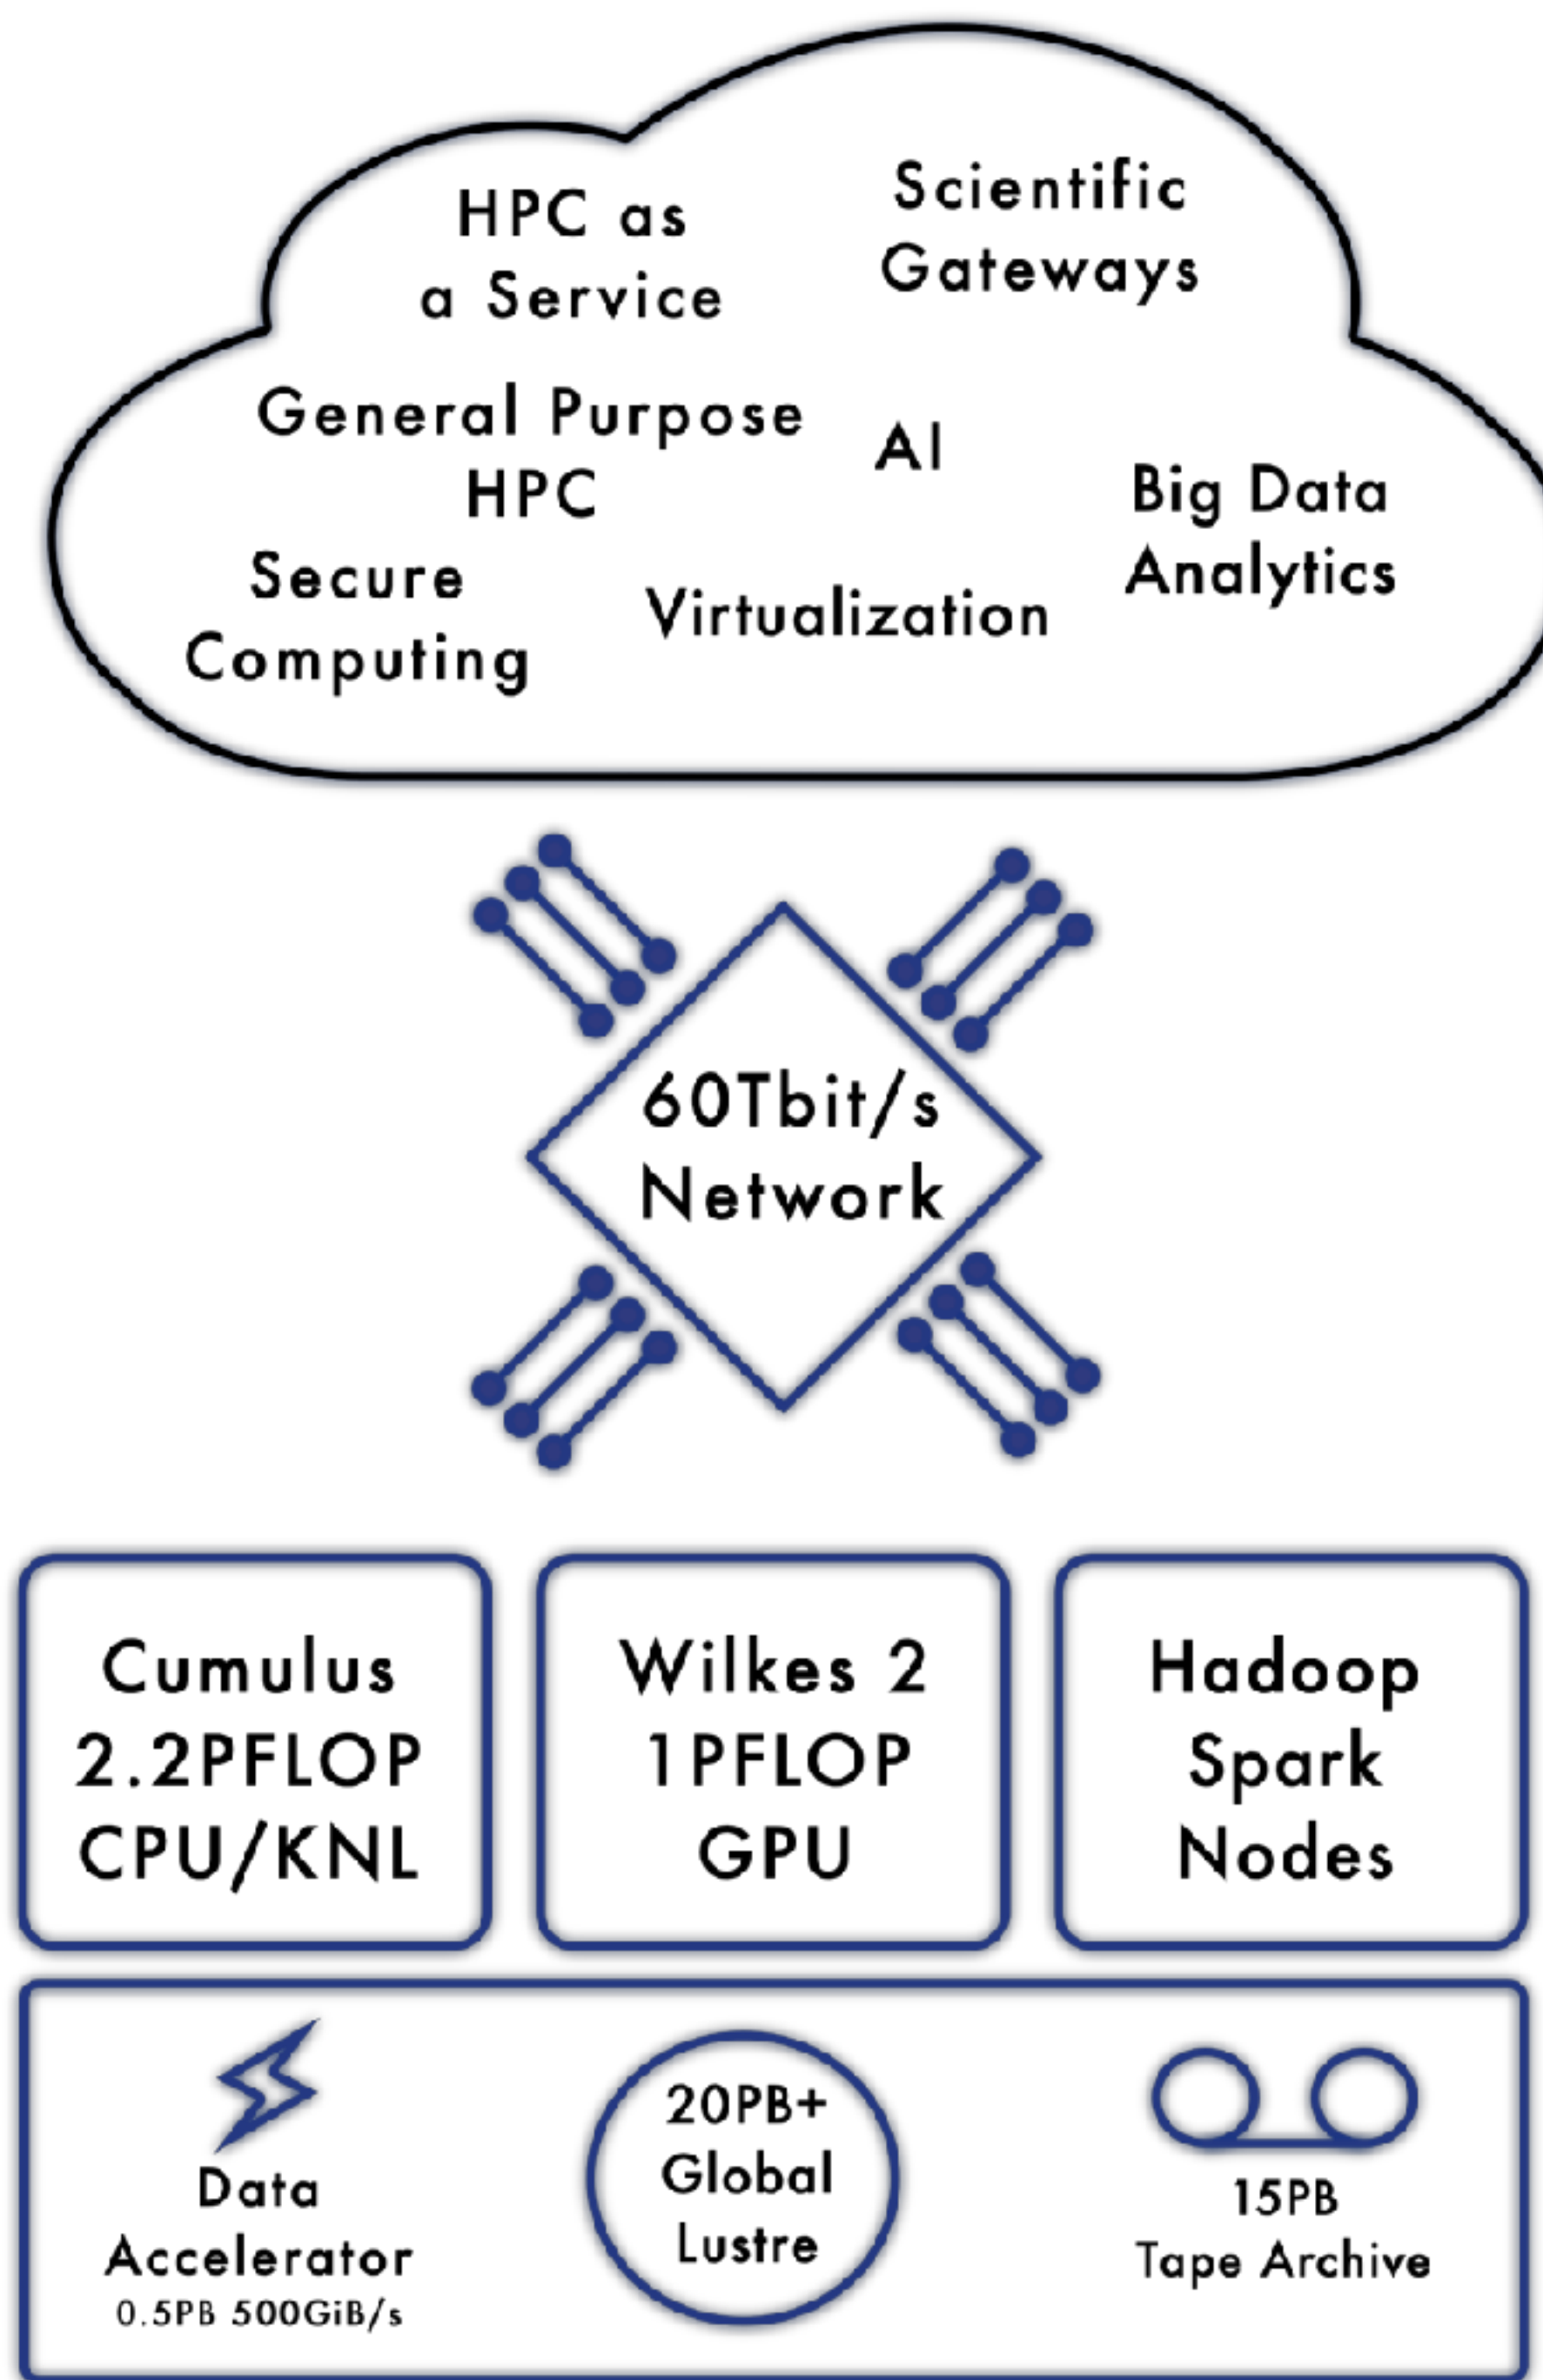 HPC as
a Service
Scientific
Gateways
General Purpose
HPC
AI
Big Data
Analytics
Secure
Computing
Virtualization
60Tbit/s
Network
Cumulus
2.2PFLOP
CPU/KNL
Wilkes 2
1PFLOP
GPU
Hadoop
Spark
Nodes
Data
Accelerator
0.5PB 500GiB/s
20PB+
Global
Lustre
15PB
Tape Archive